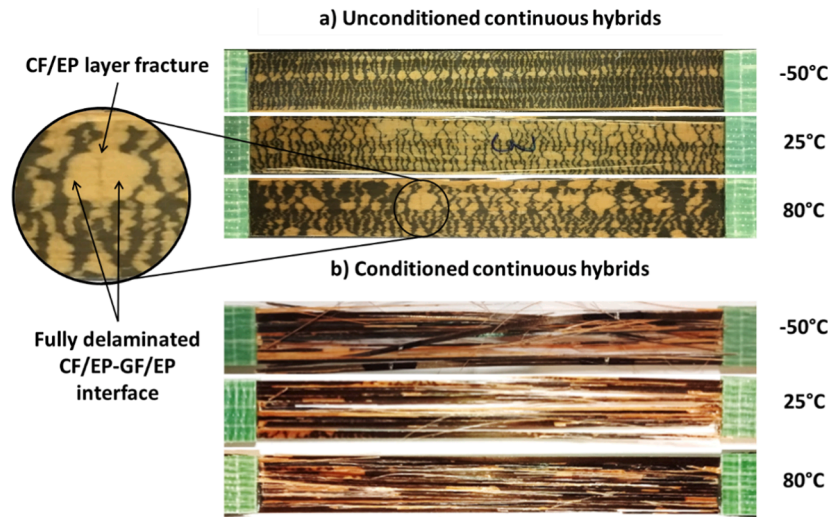 a) Unconditioned continuous hybrids
CF/EP layer fracture
-50°C
25°C
80°C
b) Conditioned continuous hybrids
Fully delaminated
CF/EP-GF/EP
interface
-50°C
25°C
80°C